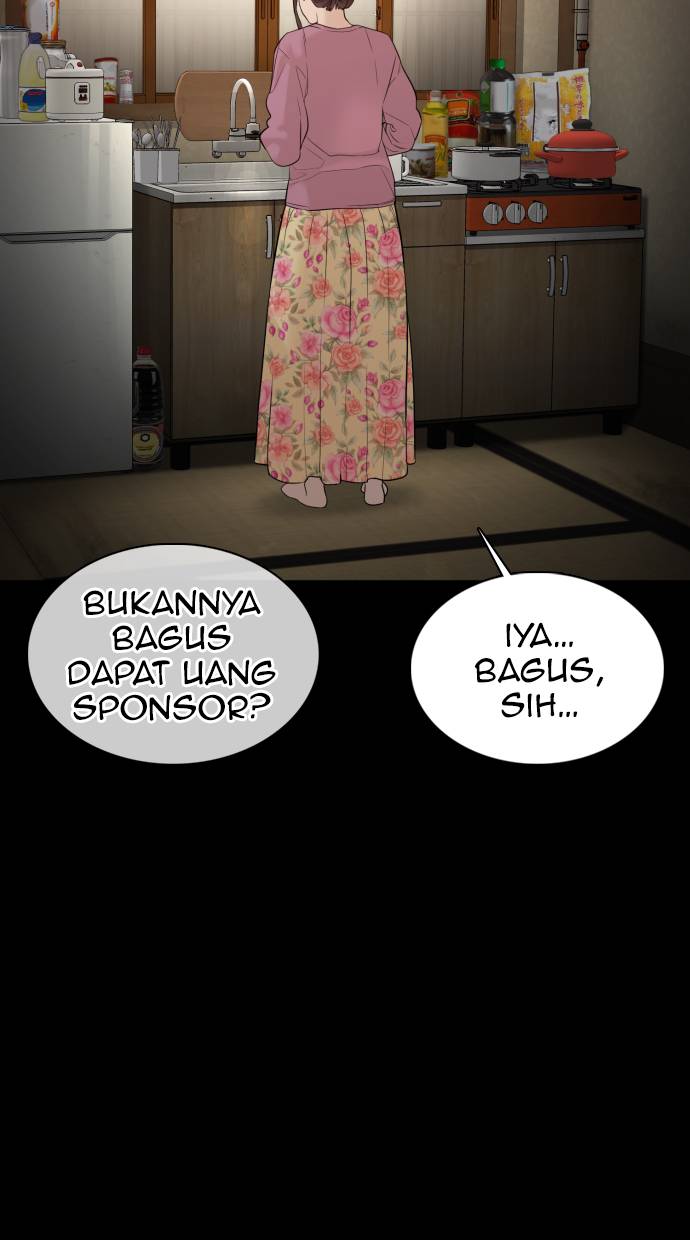 BUKANNYA
BAGUS
DAPAT UANG
SPONSOR?
IYA...
BAGUS,
SIH...